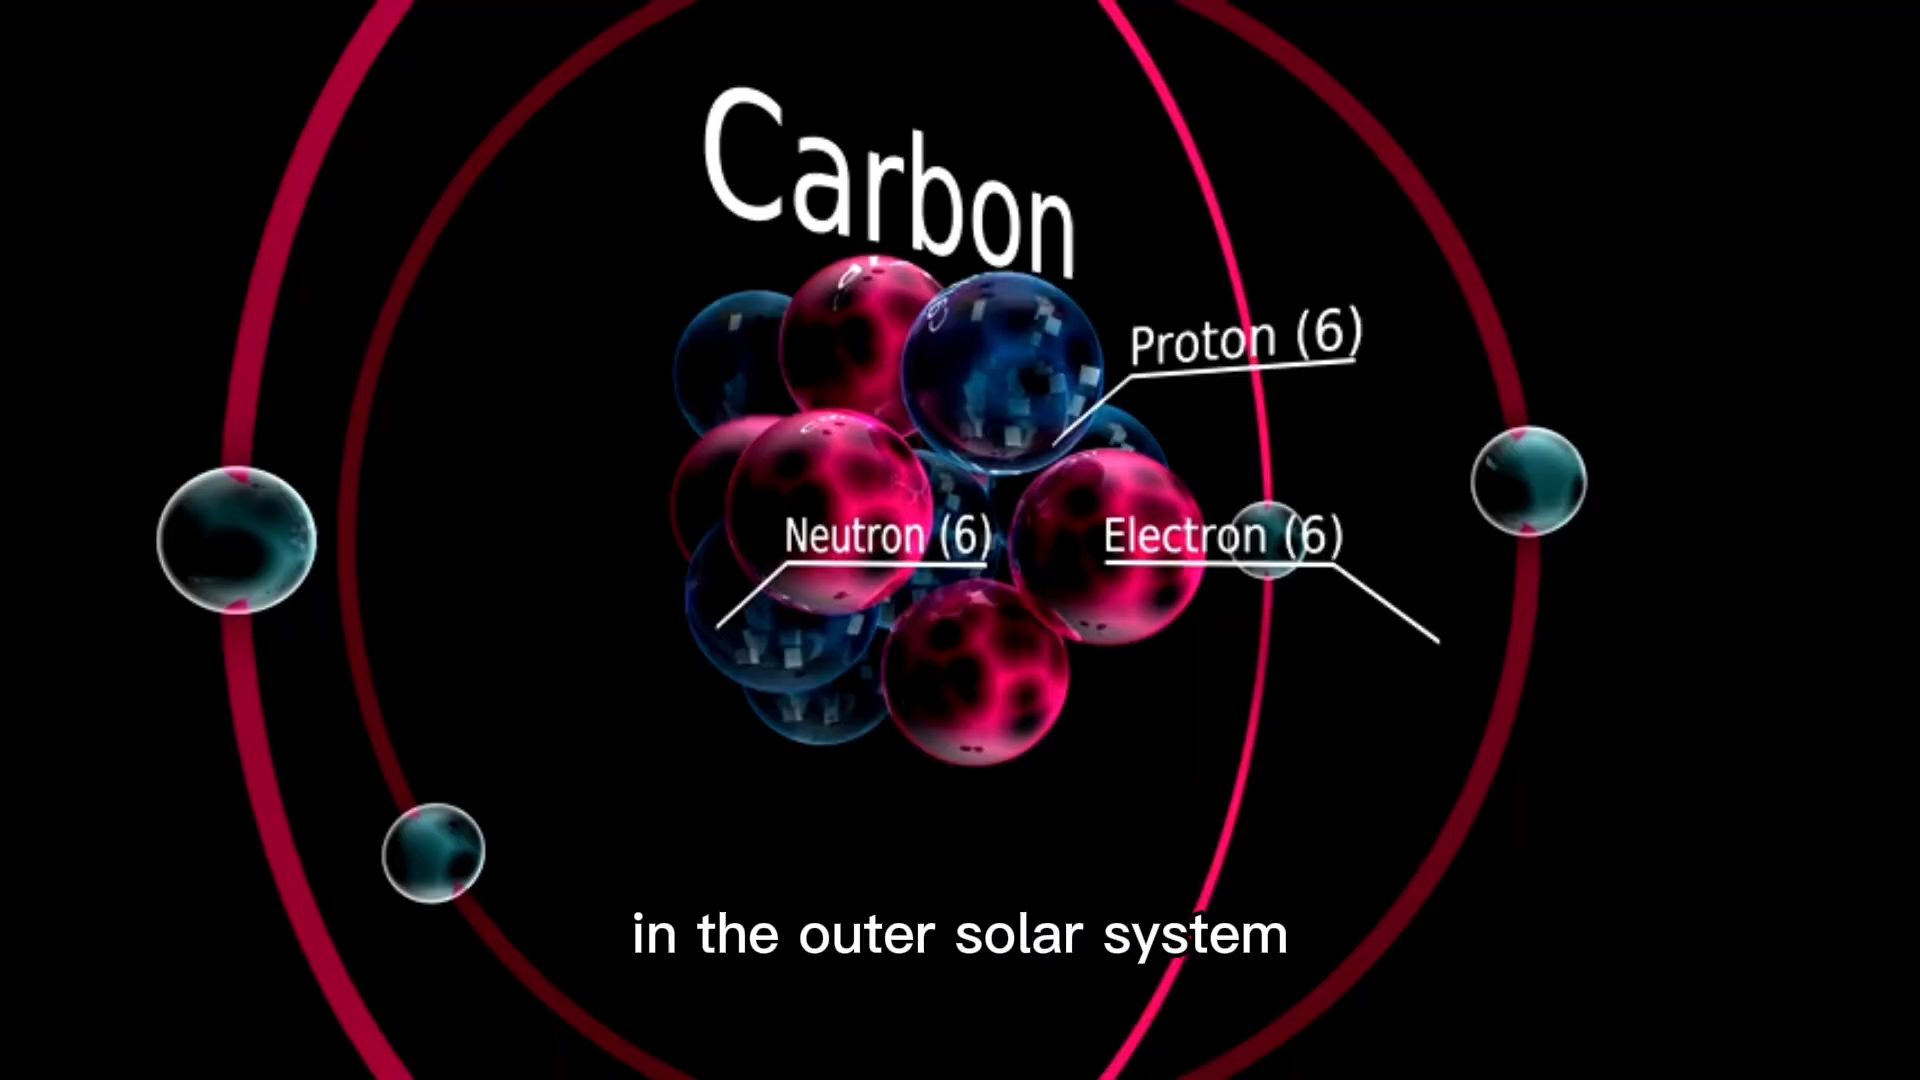 Carbon
Proton (6)
Neutron (6)
Electron (6)
in the outer solar system